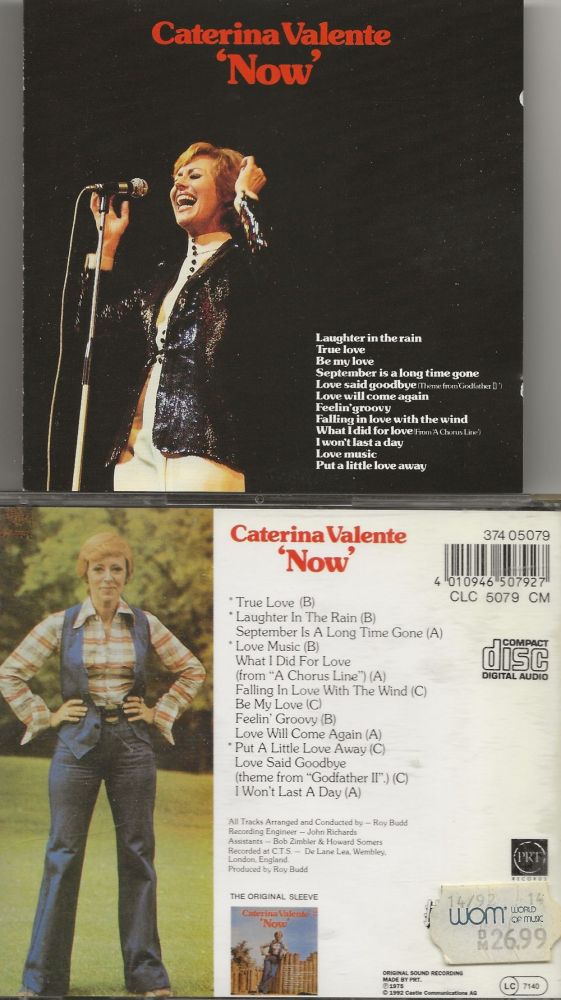 Caterina Valente
‘Now’
Laughter in the rain
True love
Be my love
September is a long time gone
Love said goodbye (Theme from 'Godfather II')
Love will come again
Feelin' groovy
Falling in love with the wind
What I did for love (From 'A Chorus Line')
I won't last a day
Love music
Put a little love away
Caterina Valente
‘Now’
374 05079
4 010946 507927
CLC 5079 CM
* True Love (B)
* Laughter In The Rain (B)
September Is A Long Time Gone (A)
* Love Music (B)
What I Did For Love
(from “A Chorus Line”) (A)
Falling In Love With The Wind (C)
Be My Love (C)
Feelin' Groovy (B)
Love Will Come Again (A)
* Put A Little Love Away (C)
Love Said Goodbye
(theme from “Godfather II”.) (C)
I Won't Last A Day (A)
COMPACT
disc
DIGITAL AUDIO
All Tracks Arranged and Conducted by – Roy Budd
Recording Engineer – John Richards
Assistants – Bob Zimbler & Howard Somers
Recorded at C.T.S. – De Lane Lea, Wembley,
London, England.
Produced by Roy Budd
PRT
RECORDS
THE ORIGINAL SLEEVE
Caterina Valente
‘Now’
14/92 14
WOM WORLD
OF MUSIC
DM 26.99
ORIGINAL SOUND RECORDING
MADE BY PRT.
℗ 1975
© 1992 Castle Communications AG
LC 7140